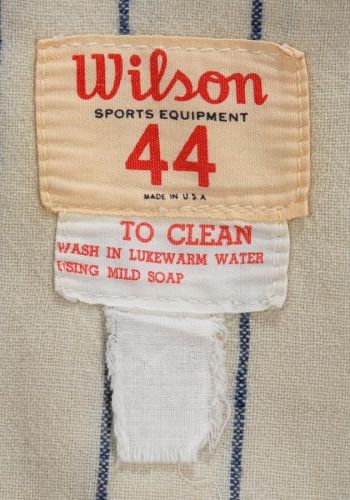 Wilson
SPORTS EQUIPMENT
44
MADE IN U.S.A.
TO CLEAN
WASH IN LUKEWARM WATER
USING MILD SOAP